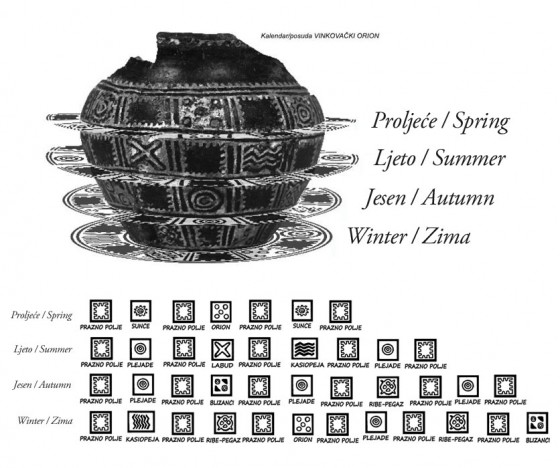 Kalendar/posuda VINKOVAČKI ORION
Proljeće / Spring
Ljeto / Summer
Jesen / Autumn
Winter / Zima
Proljeće / Spring
PRAZNO POLJE SUNCE PRAZNO POLJE ORION PRAZNO POLJE SUNCE PRAZNO POLJE
Ljeto / Summer
PRAZNO POLJE PLEJADE PRAZNO POLJE LABUD PRAZNO POLJE KASIOPEJA PRAZNO POLJE PLEJADE PRAZNO POLJE
Jesen / Autumn
PRAZNO POLJE PLEJADE PRAZNO POLJE BLIZANCI PRAZNO POLJE PLEJADE PRAZNO POLJE RIBE-PEGAZ PRAZNO POLJE PLEJADE PRAZNO POLJE
Winter / Zima
PRAZNO POLJE KASIOPEJA PRAZNO POLJE RIBE-PEGAZ PRAZNO POLJE ORION PRAZNO POLJE PLEJADE PRAZNO POLJE RIBE-PEGAZ PRAZNO POLJE BLIZANCI